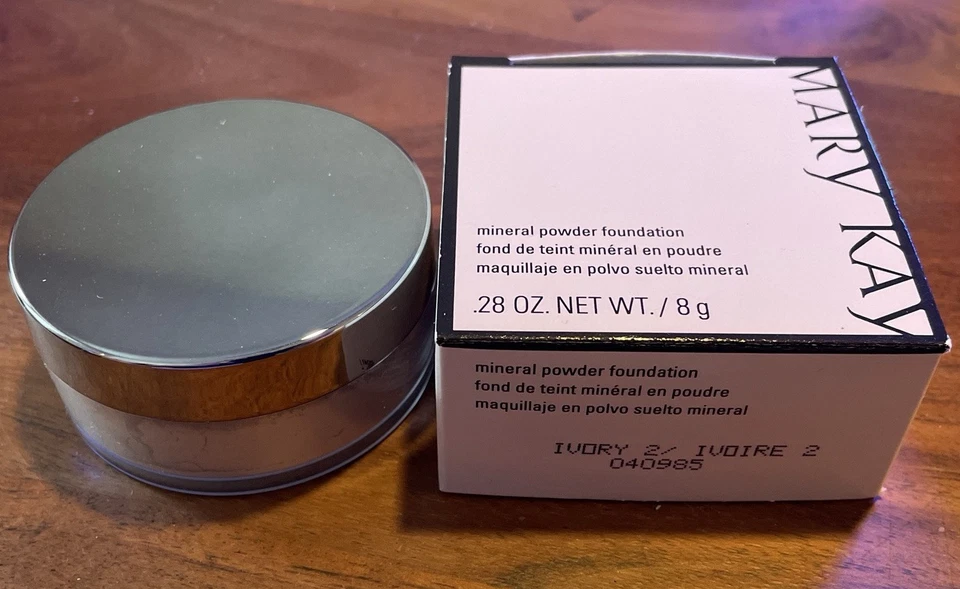 MARY KAY
mineral powder foundation
fond de teint minéral en poudre
maquillaje en polvo suelto mineral
.28 OZ. NET WT. / 8 g
mineral powder foundation
fond de teint minéral en poudre
maquillaje en polvo suelto mineral
IVORY 2/ IVOIRE 2
040985